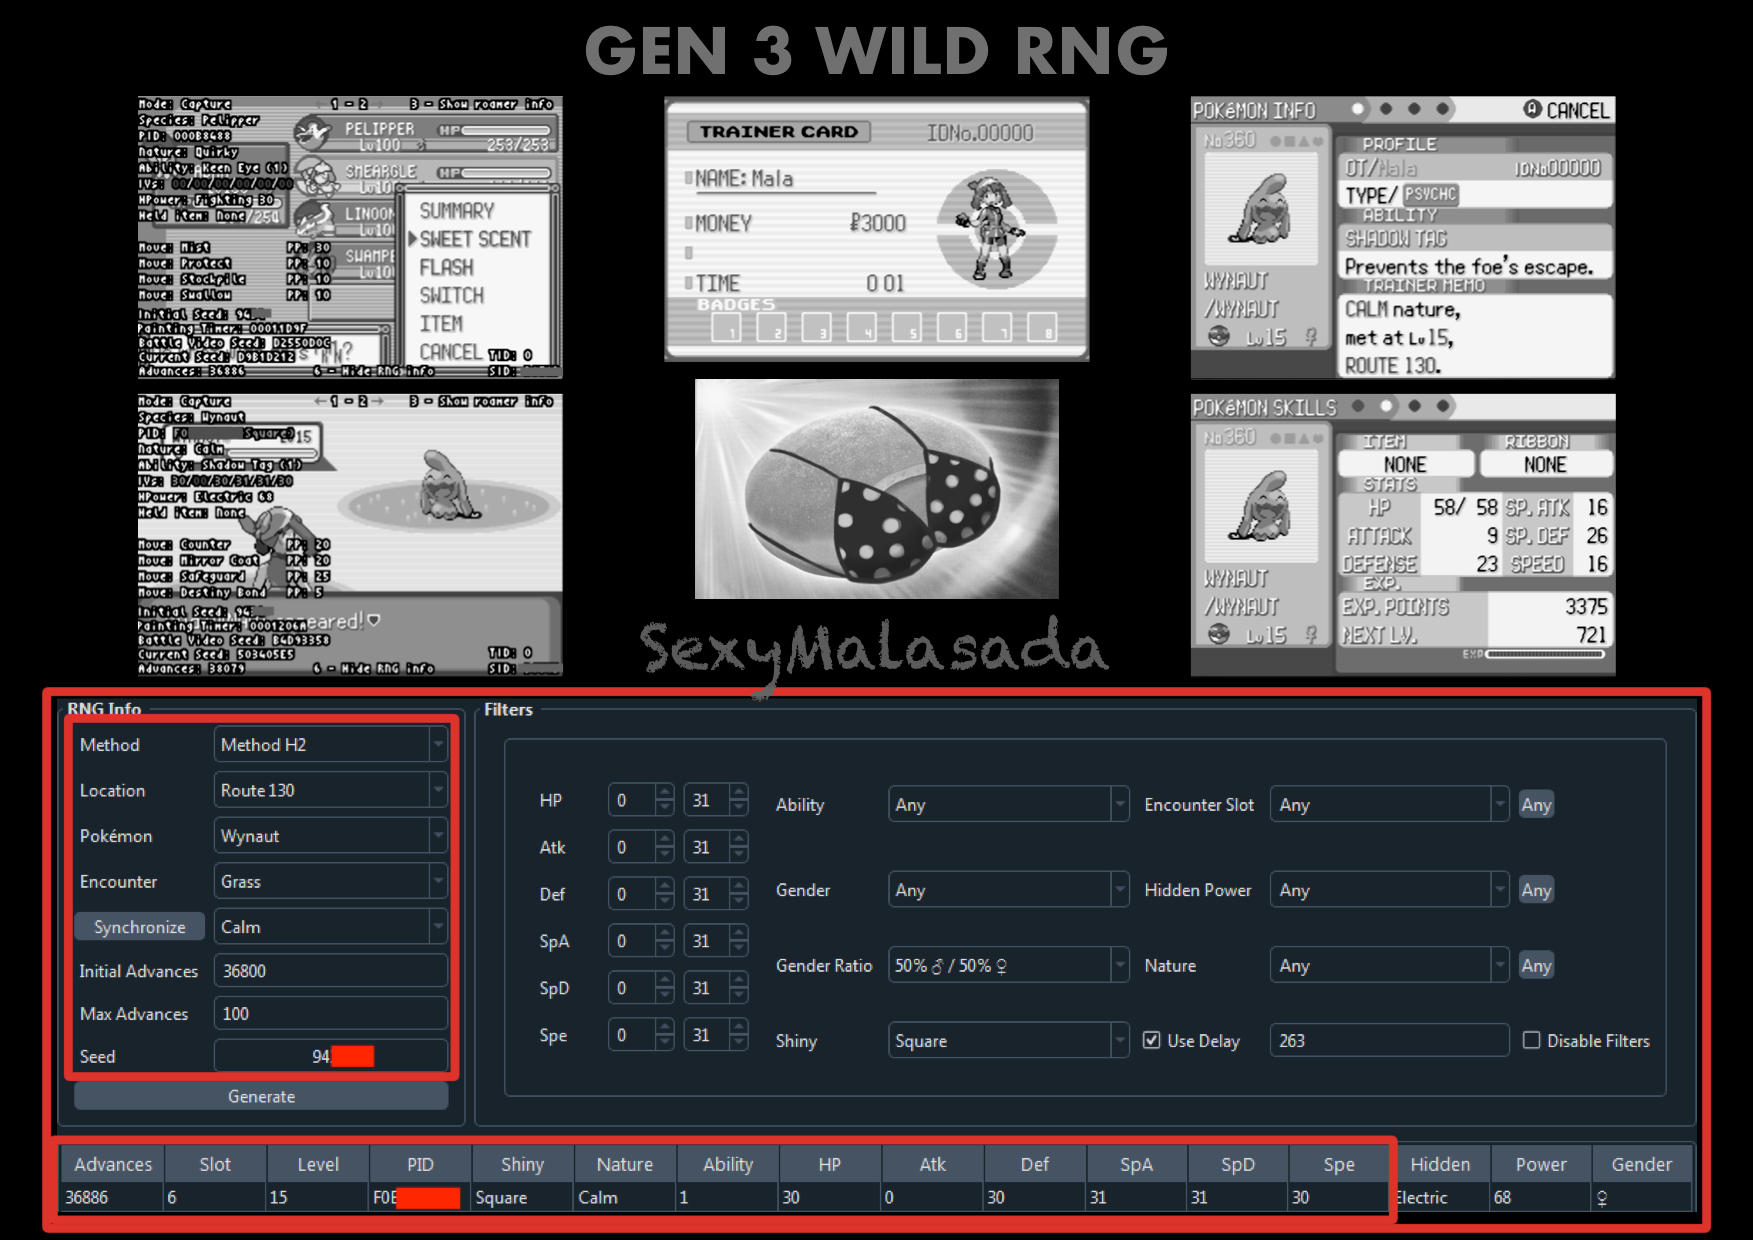 GEN 3 WILD RNG
Mode: Capture
← 1 - 2 →
3 - Show roamer info
Species: Pelipper
PID: 000B8488
Nature: Quirky
Ability: Keen Eye (1)
IVs: 00/00/00/00/00/00
HPower: Fighting 30
Held item: None
Move: Mist PP: 30
Move: Protect PP: 10
Move: Stockpile PP: 10
Move: Swallow PP: 10
Initial Seed: 94
Painting Timer: 00011D9F
Battle Video Seed: D2550D0C
Current Seed: D9B1D212
Advances: 36886
6 - Hide RNG info
TID: 0
SID:
PELIPPER HP
Lv100 253/253
SMEARGLE HP
LINOON
Lv10
SWAMPE
Lv10
SUMMARY
SWEET SCENT
FLASH
SWITCH
ITEM
CANCEL
TRAINER CARD
IDNo.00000
NAME: Mala
MONEY ₽3000
TIME 0 01
BADGES
1 2 3 4 5 6 7 8
POKéMON INFO
CANCEL
No360
WYNAUT
/WYNAUT
Lv15 ♀
PROFILE
OT/Mala IDNo00000
TYPE/ PSYCHC
ABILITY
SHADOW TAG
Prevents the foe's escape.
TRAINER MEMO
CALM nature,
met at Lv15,
ROUTE 130.
Mode: Capture
← 1 - 2 →
3 - Show roamer info
Species: Wynaut
PID: F0 Square)
Nature: Calm
Ability: Shadow Tag (1)
IVs: 30/00/30/31/31/30
HPower: Electric 68
Held item: None
Move: Counter PP: 20
Move: Mirror Coat PP: 20
Move: Safeguard PP: 25
Move: Destiny Bond PP: 5
Initial Seed: 94
Painting Timer: 0001206A
Battle Video Seed: B4D93358
Current Seed: 503405E5
Advances: 38079
6 - Hide RNG info
TID: 0
SID:
eared!
SexyMalasada
POKéMON SKILLS
No360
WYNAUT
/WYNAUT
Lv15 ♀
ITEM RIBBON
NONE NONE
STATS
HP 58/ 58 SP. ATK 16
ATTACK 9 SP. DEF 26
DEFENSE 23 SPEED 16
EXP.
EXP. POINTS 3375
NEXT LV. 721
EXP
RNG Info
Method Method H2
Location Route 130
Pokémon Wynaut
Encounter Grass
Synchronize Calm
Initial Advances 36800
Max Advances 100
Seed 94
Generate
Filters
HP 0 31
Atk 0 31
Def 0 31
SpA 0 31
SpD 0 31
Spe 0 31
Ability Any
Encounter Slot Any Any
Gender Any
Hidden Power Any Any
Gender Ratio 50% ♂ / 50% ♀
Nature Any Any
Shiny Square
Use Delay 263
Disable Filters
Advances Slot Level PID Shiny Nature Ability HP Atk Def SpA SpD Spe Hidden Power Gender
36886 6 15 F0E Square Calm 1 30 0 30 31 31 30 Electric 68 ♀